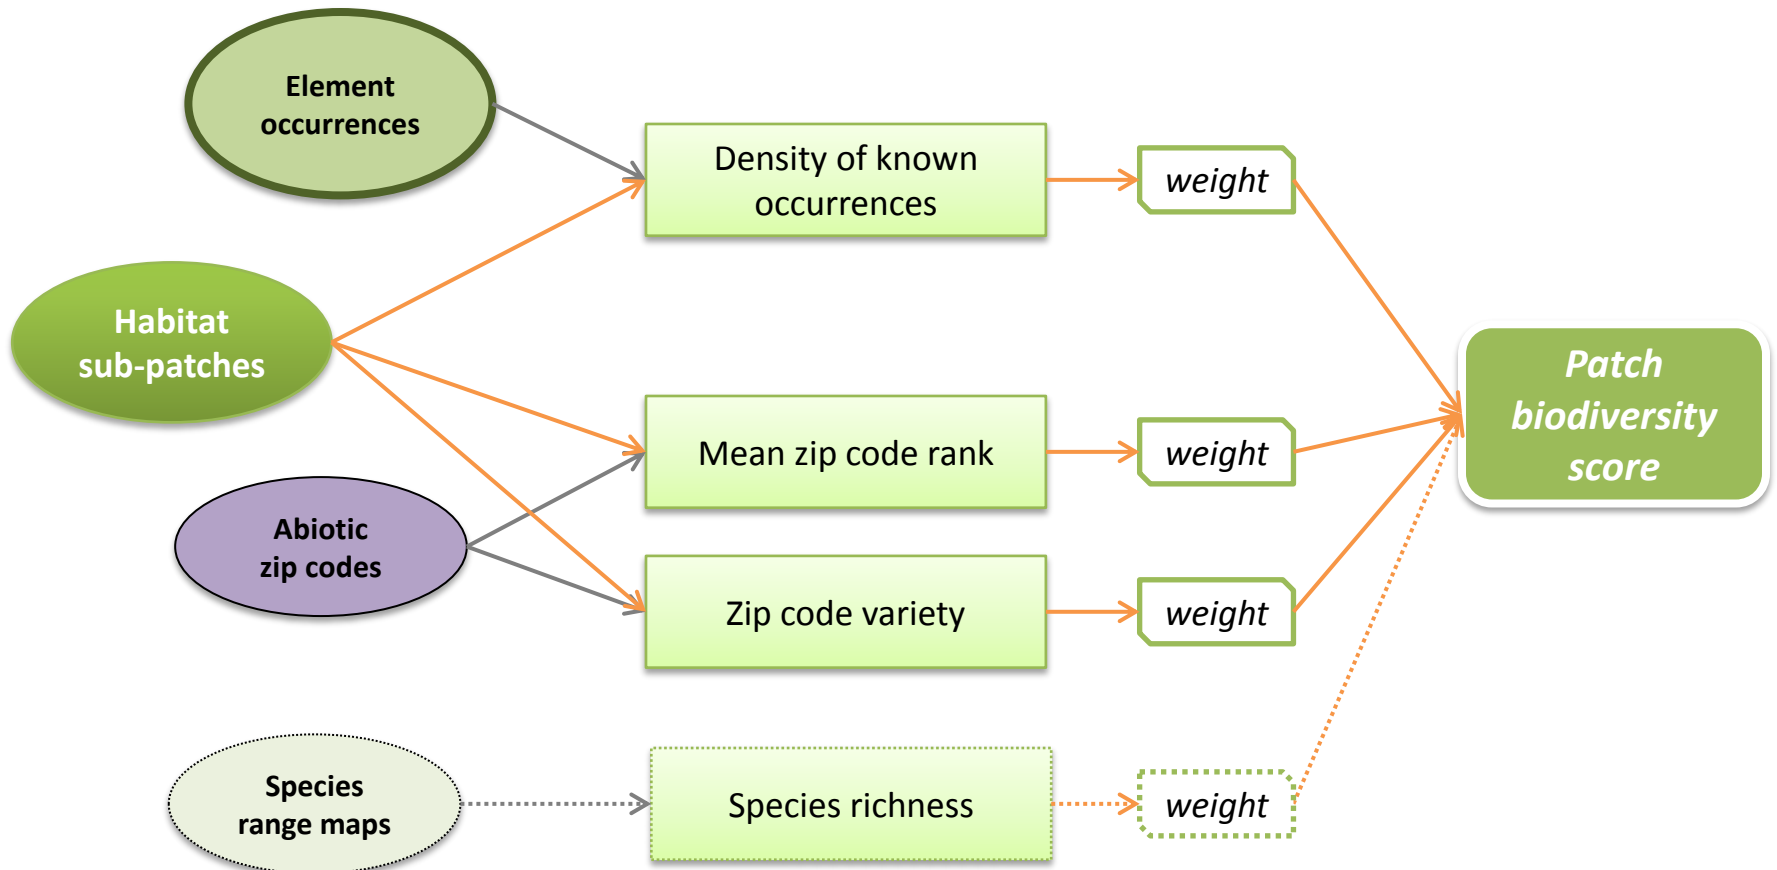 Element
occurrences
Density of known
occurrences
weight
Habitat
sub-patches
Patch
biodiversity
score
Mean zip code rank
weight
Abiotic
zip codes
Zip code variety
weight
Species
range maps
Species richness
weight